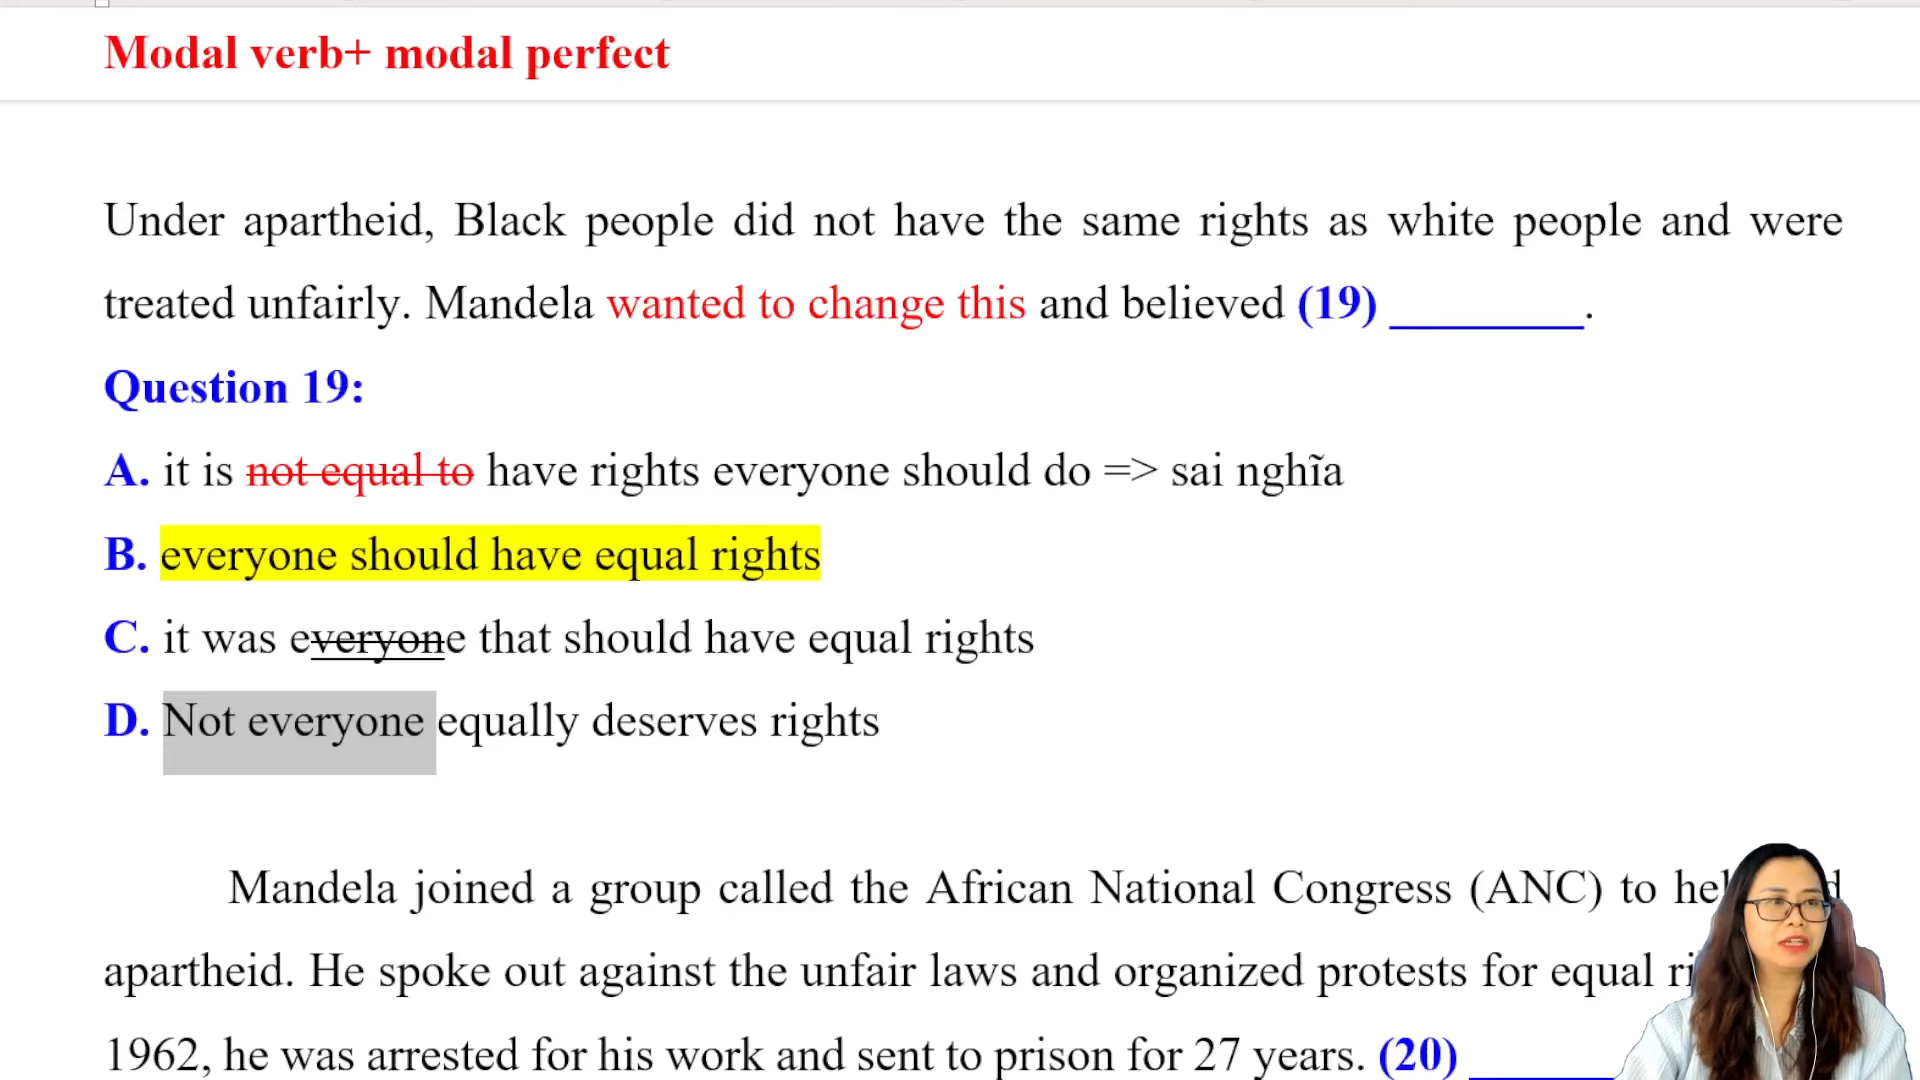 Modal verb+ modal perfect
Under apartheid, Black people did not have the same rights as white people and were
treated unfairly. Mandela wanted to change this and believed (19) ________.
Question 19:
A. it is not equal to have rights everyone should do => sai nghĩa
B. everyone should have equal rights
C. it was everyone that should have equal rights
D. Not everyone equally deserves rights
Mandela joined a group called the African National Congress (ANC) to
apartheid. He spoke out against the unfair laws and organized protests for equal
1962, he was arrested for his work and sent to prison for 27 years. (20) ______